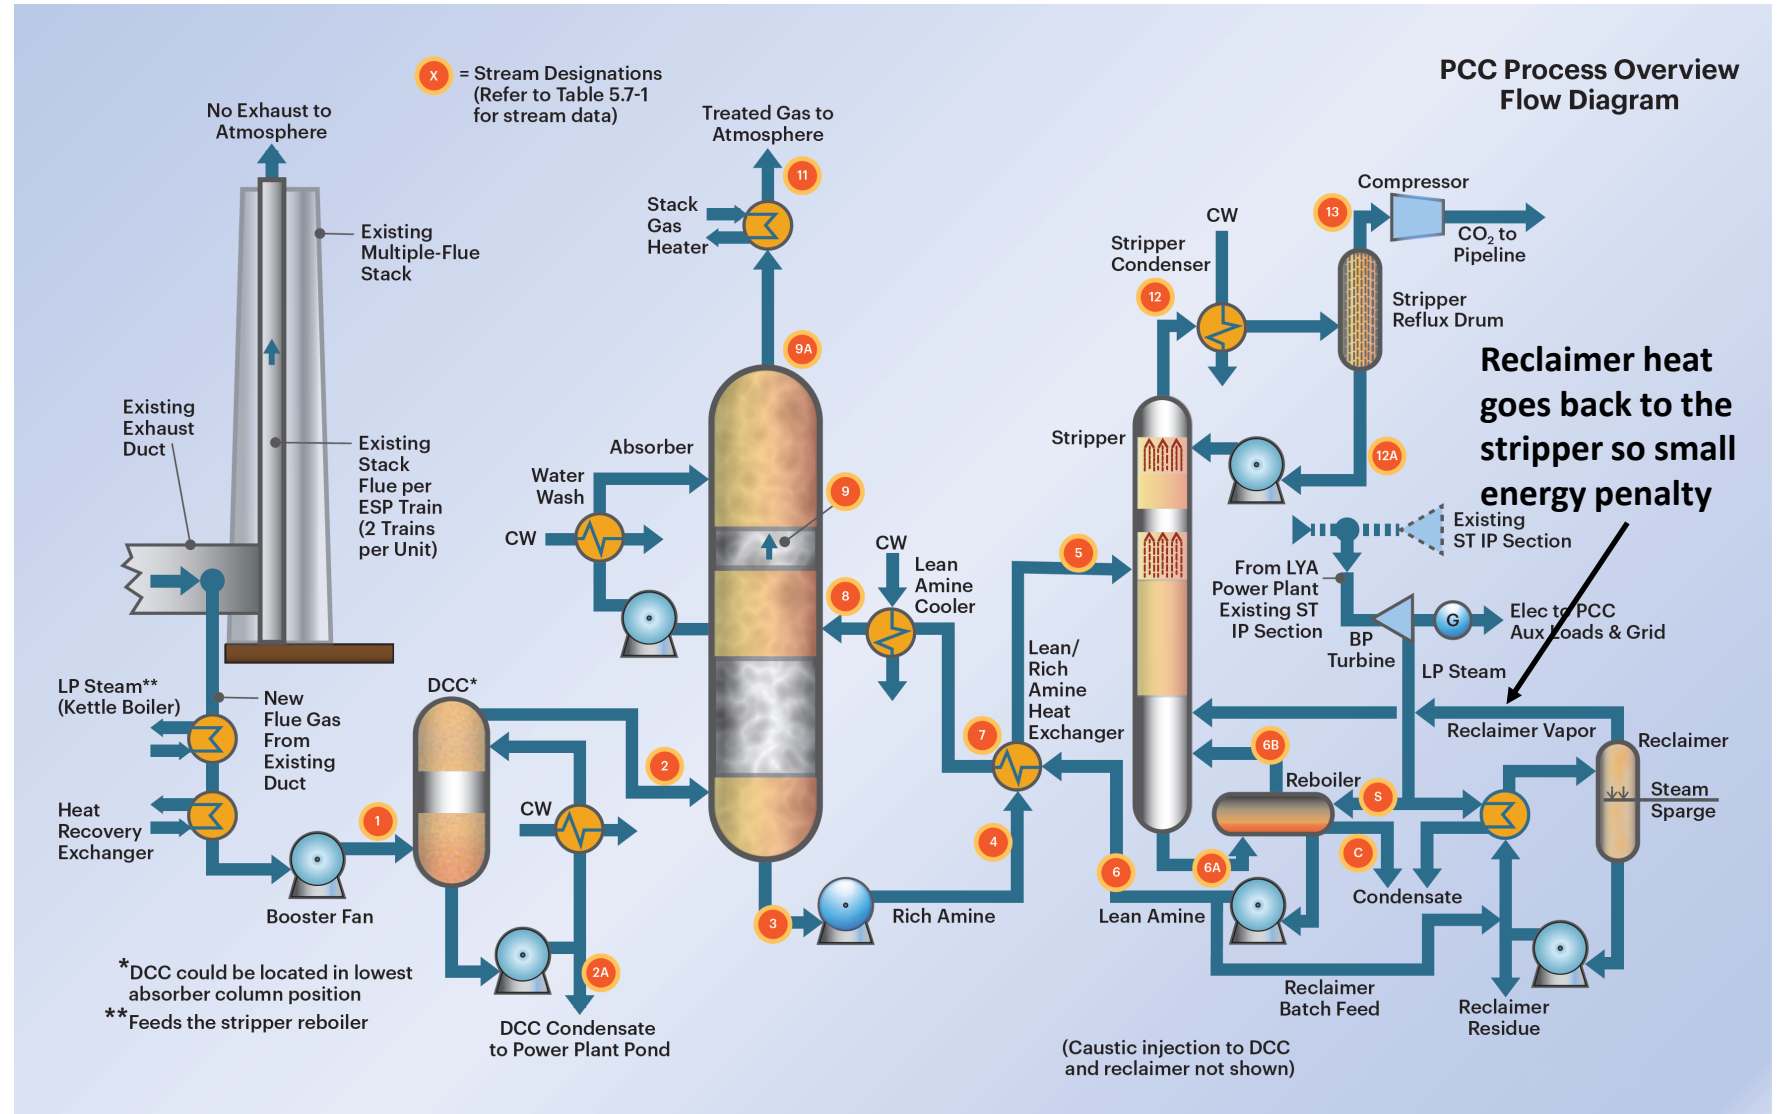 PCC Process Overview
Flow Diagram
X
= Stream Designations
(Refer to Table 5.7-1
for stream data)
No Exhaust to
Atmosphere
Treated Gas to
Atmosphere
11
Stack
Gas
Heater
Existing
Multiple-Flue
Stack
9A
Existing
Exhaust
Duct
Existing
Stack
Flue per
ESP Train
(2 Trains
per Unit)
Absorber
Water
Wash
CW
9
CW
Lean
Amine
Cooler
8
LP Steam**
(Kettle Boiler)
New
Flue Gas
From
Existing
Duct
Heat
Recovery
Exchanger
1
Booster Fan
DCC*
2
CW
2A
DCC Condensate
to Power Plant Pond
*DCC could be located in lowest
absorber column position
**Feeds the stripper reboiler
3
Rich Amine
4
7
Lean/
Rich
Amine
Heat
Exchanger
5
6
Lean Amine
6A
6B
Reboiler
S
C
Condensate
Stripper
Stripper
Condenser
12
CW
13
Compressor
CO₂ to
Pipeline
Stripper
Reflux Drum
12A
Reclaimer heat
goes back to the
stripper so small
energy penalty
Existing
ST IP Section
From LYA
Power Plant
Existing ST
IP Section
BP
Turbine
G
Elec to PCC
Aux Loads & Grid
LP Steam
Reclaimer Vapor
Reclaimer
Steam
Sparge
Reclaimer
Batch Feed
Reclaimer
Residue
(Caustic injection to DCC
and reclaimer not shown)